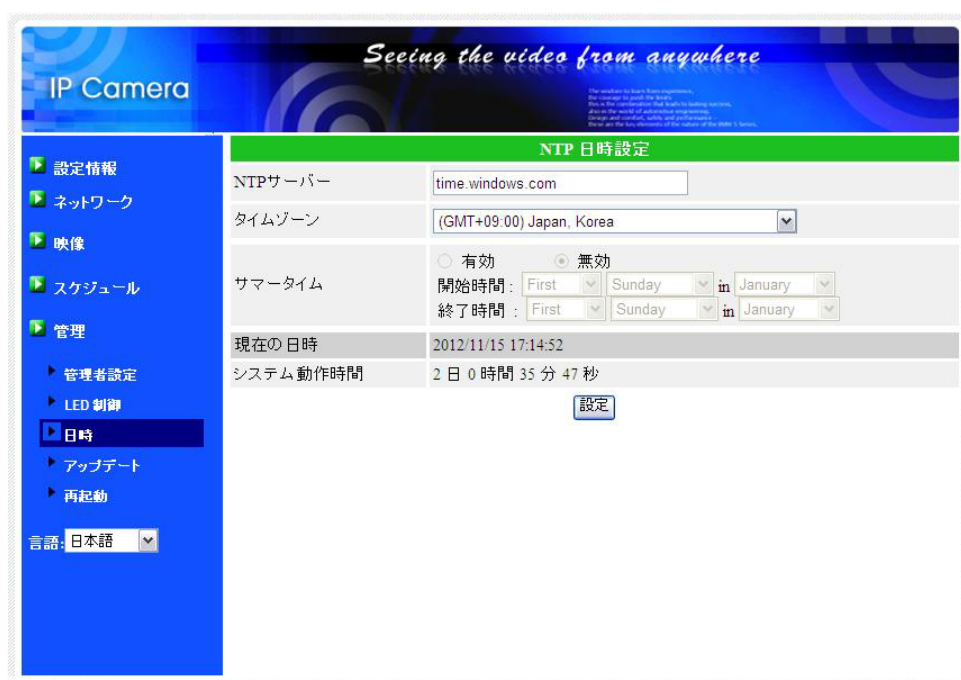 Seeing the video from anywhere
IP Camera
設定情報
ネットワーク
映像
スケジュール
管理
管理者設定
LED 制御
日時
アップデート
再起動
言語: 日本語
NTP 日時設定
NTPサーバー time.windows.com
タイムゾーン (GMT+09:00) Japan, Korea
サマータイム
有効 無効
開始時間 : First Sunday in January
終了時間 : First Sunday in January
現在の日時 2012/11/15 17:14:52
システム動作時間 2 日 0 時間 35 分 47 秒
設定